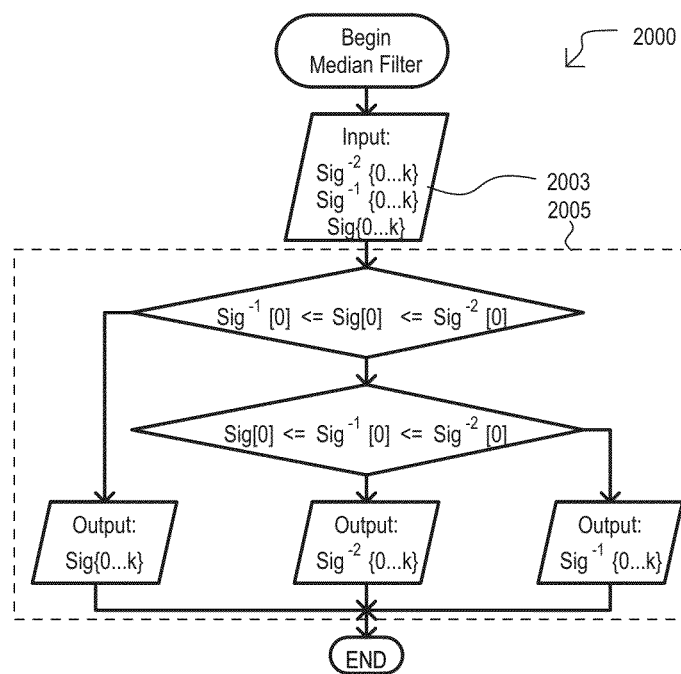 Begin
Median Filter
2000
Input:
Sig⁻² {0...k}
Sig⁻¹ {0...k}
Sig{0...k}
2003
2005
Sig⁻¹ [0] <= Sig[0] <= Sig⁻² [0]
Sig[0] <= Sig⁻¹ [0] <= Sig⁻² [0]
Output:
Sig{0...k}
Output:
Sig⁻² {0...k}
Output:
Sig⁻¹ {0...k}
END